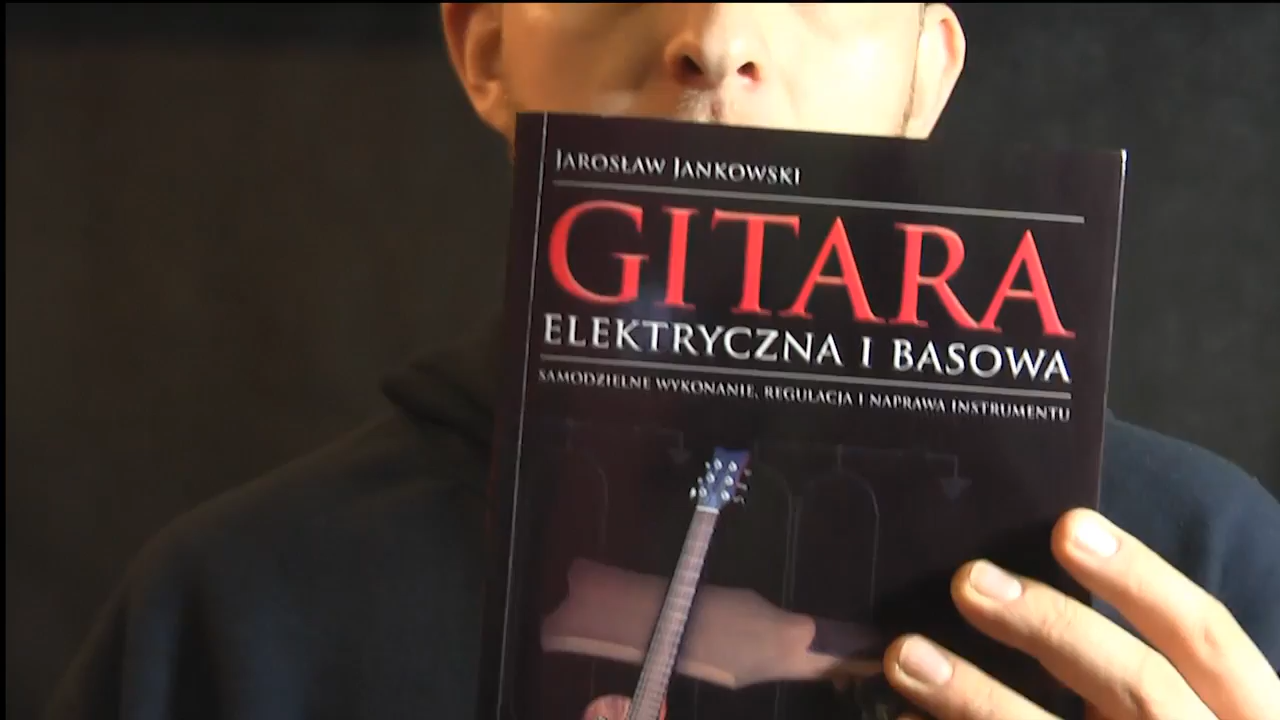 JAROSŁAW JANKOWSKI
GITARA
ELEKTRYCZNA I BASOWA
SAMODZIELNE WYKONANIE, REGULACJA I NAPRAWA INSTRUMENTU